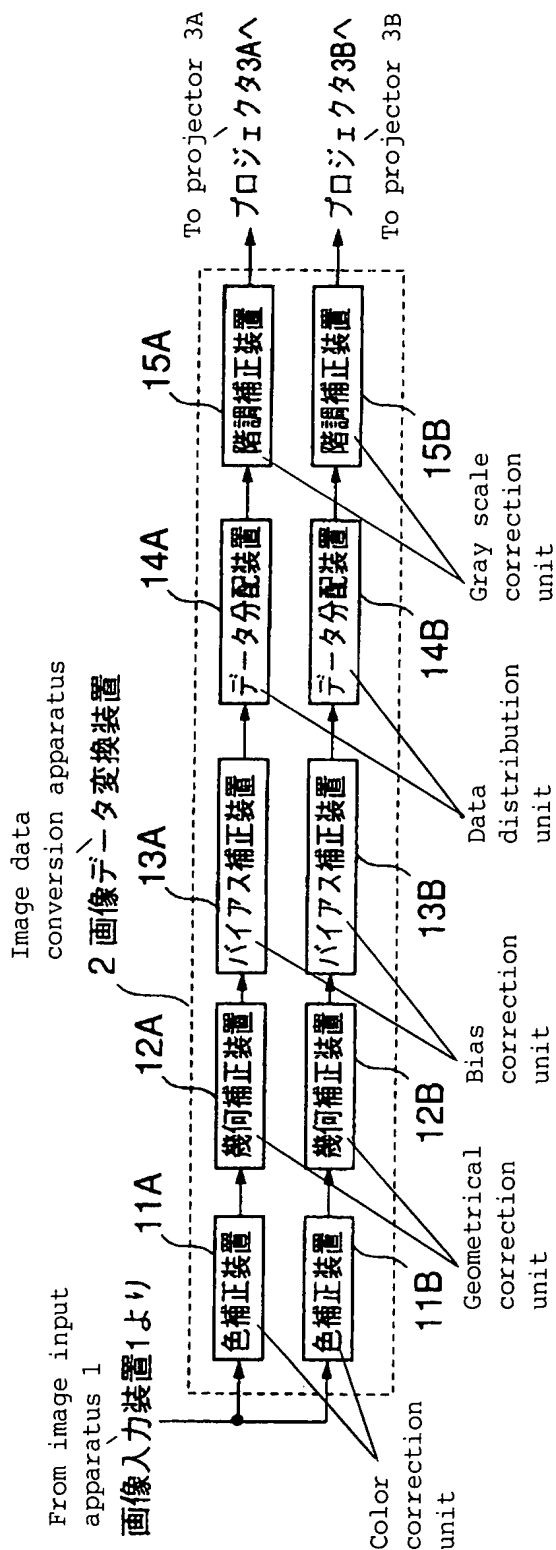 Image data
conversion apparatus
2 画像データ変換装置
From image input
apparatus 1
画像入力装置1より
11A
12A
13A
14A
15A
色補正装置
幾何補正装置
バイアス補正装置
データ分配装置
階調補正装置
To projector 3A
プロジェクタ3Aへ
色補正装置
幾何補正装置
バイアス補正装置
データ分配装置
階調補正装置
プロジェクタ3Bへ
To projector 3B
11B
12B
13B
14B
15B
Color
correction
unit
Geometrical
correction
unit
Bias
correction
unit
Data
distribution
unit
Gray scale
correction
unit